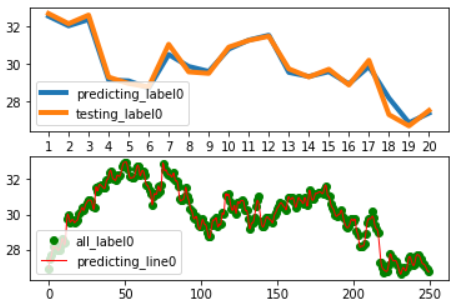 32
30
28
predicting_label0
testing_label0
1 2 3 4 5 6 7 8 9 10 11 12 13 14 15 16 17 18 19 20
32
30
28
all_label0
predicting_line0
0 50 100 150 200 250